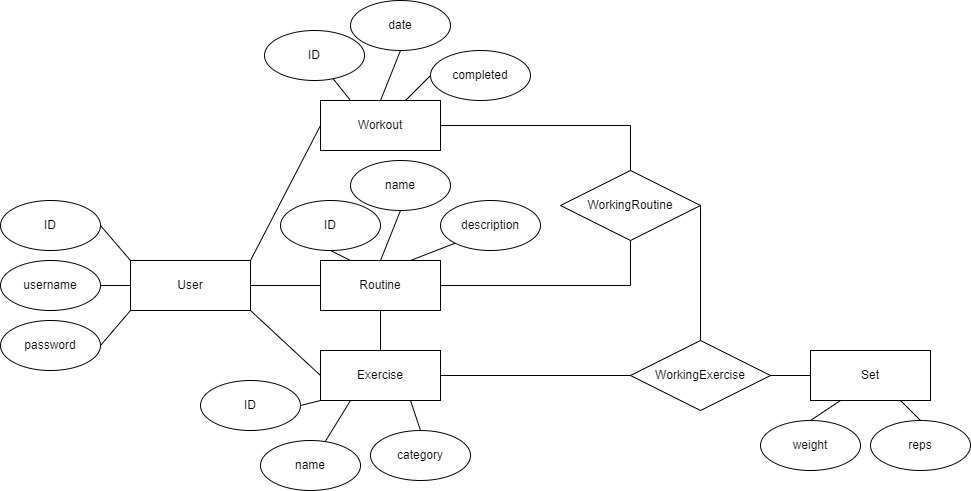 date
ID
completed
Workout
name
WorkingRoutine
ID
ID
description
username
User
Routine
password
Exercise
WorkingExercise
Set
ID
name
category
weight
reps